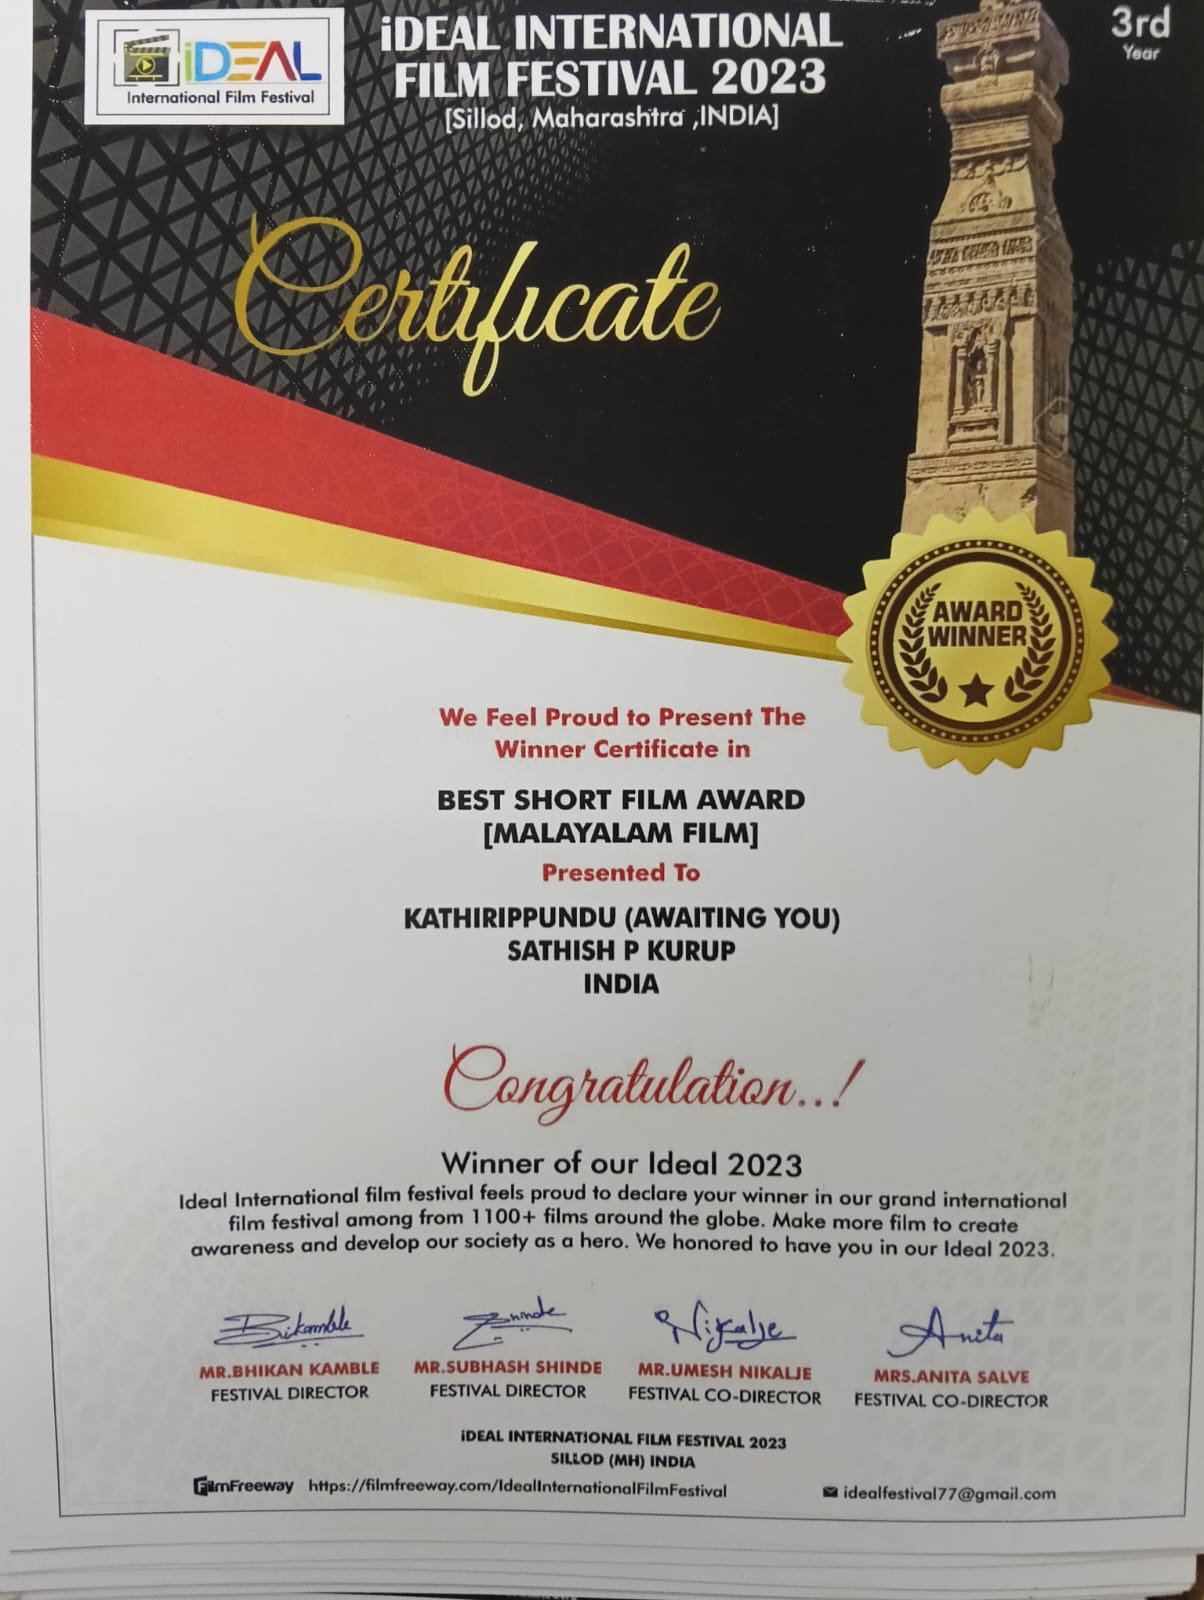 iDEAL
International Film Festival
iDEAL INTERNATIONAL
FILM FESTIVAL 2023
[Sillod, Maharashtra ,INDIA]
3rd
Year
Certificate
AWARD
WINNER
We Feel Proud to Present The
Winner Certificate in
BEST SHORT FILM AWARD
[MALAYALAM FILM]
Presented To
KATHIRIPPUNDU (AWAITING YOU)
SATHISH P KURUP
INDIA
Congratulation...!
Winner of our Ideal 2023
Ideal International film festival feels proud to declare your winner in our grand international
film festival among from 1100+ films around the globe. Make more film to create
awareness and develop our society as a hero. We honored to have you in our Ideal 2023.
Bikamble Shinde Nikalje Anita
MR.BHIKAN KAMBLE MR.SUBHASH SHINDE MR.UMESH NIKALJE MRS.ANITA SALVE
FESTIVAL DIRECTOR FESTIVAL DIRECTOR FESTIVAL CO-DIRECTOR FESTIVAL CO-DIRECTOR
iDEAL INTERNATIONAL FILM FESTIVAL 2023
SILLOD (MH) INDIA
FilmFreeway https://filmfreeway.com/IdealInternationalFilmFestival idealfestival77@gmail.com